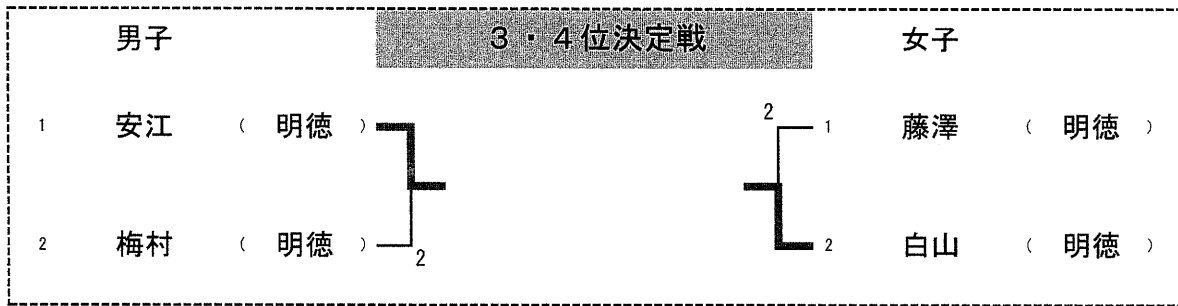 男子 3・4位決定戦 女子
1 安江 ( 明徳 ) 2 1 藤澤 ( 明徳 )
2 梅村 ( 明徳 ) 2 2 白山 ( 明徳 )